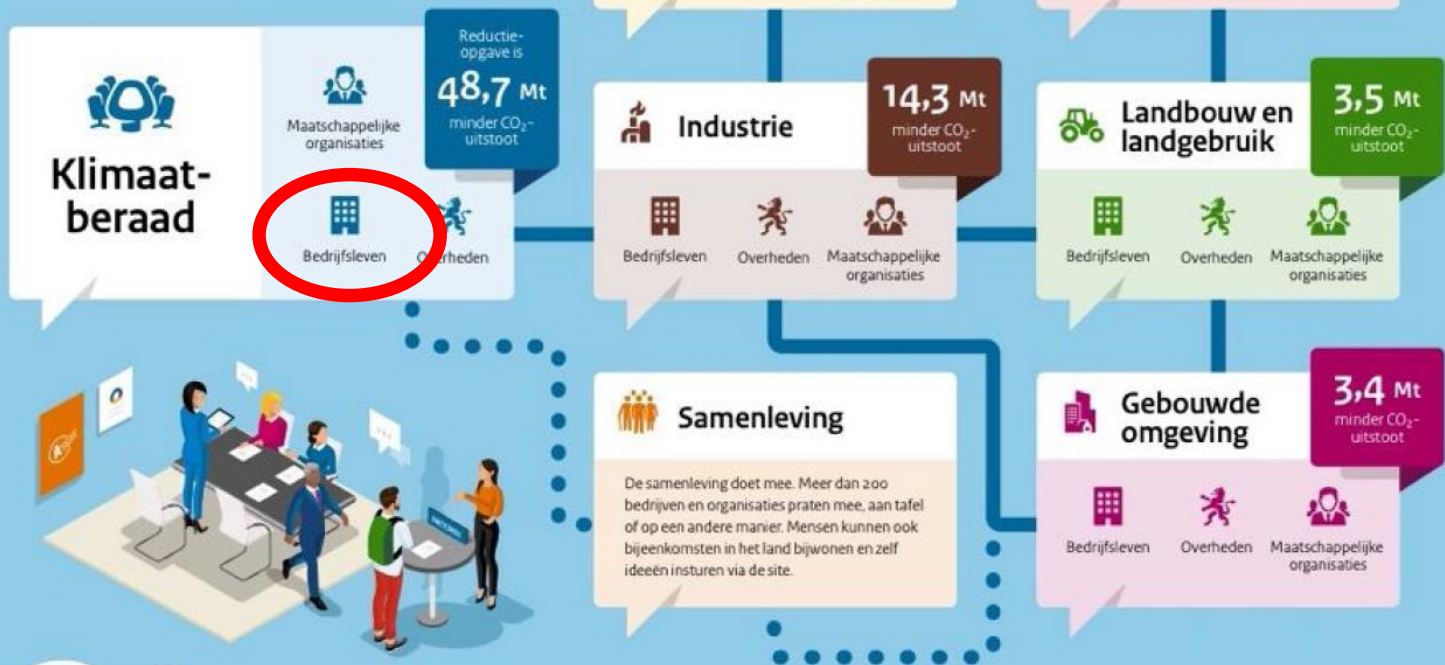 Klimaat-
beraad
Maatschappelijke
organisaties
Bedrijfsleven
Overheden
Reductie-
opgave is
48,7 Mt
minder CO₂-
uitstoot
Industrie
14,3 Mt
minder CO₂-
uitstoot
Bedrijfsleven
Overheden
Maatschappelijke
organisaties
Landbouw en
landgebruik
3,5 Mt
minder CO₂-
uitstoot
Bedrijfsleven
Overheden
Maatschappelijke
organisaties
Samenleving
De samenleving doet mee. Meer dan 200
bedrijven en organisaties praten mee, aan tafel
of op een andere manier. Mensen kunnen ook
bijeenkomsten in het land bijwonen en zelf
ideeën insturen via de site.
Gebouwde
omgeving
3,4 Mt
minder CO₂-
uitstoot
Bedrijfsleven
Overheden
Maatschappelijke
organisaties